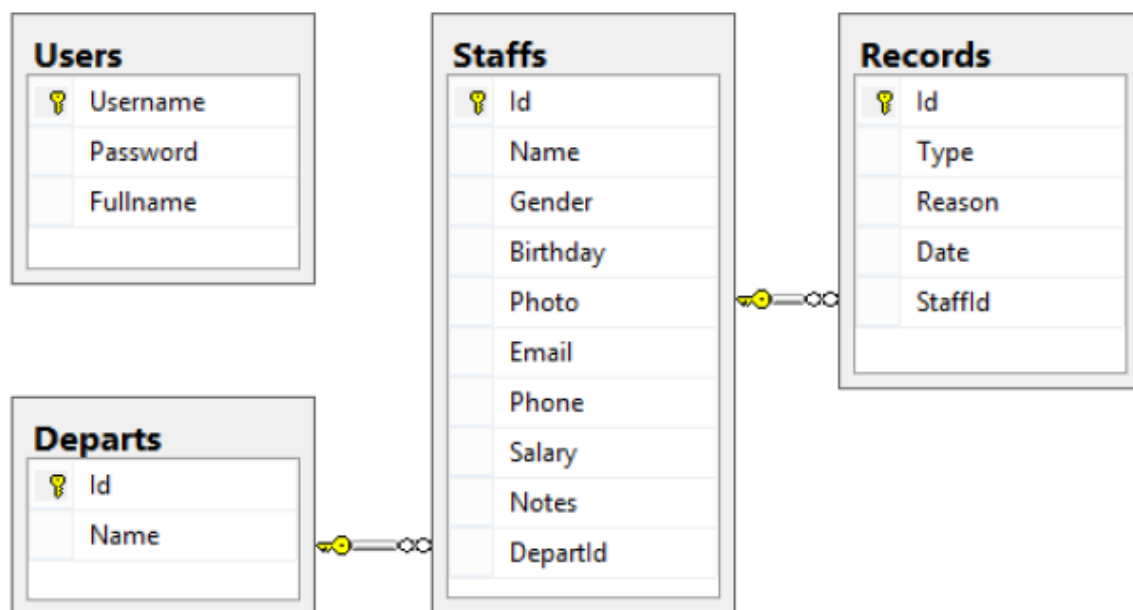 Users
Username
Password
Fullname
Departs
Id
Name
Staffs
Id
Name
Gender
Birthday
Photo
Email
Phone
Salary
Notes
DepartId
Records
Id
Type
Reason
Date
StaffId